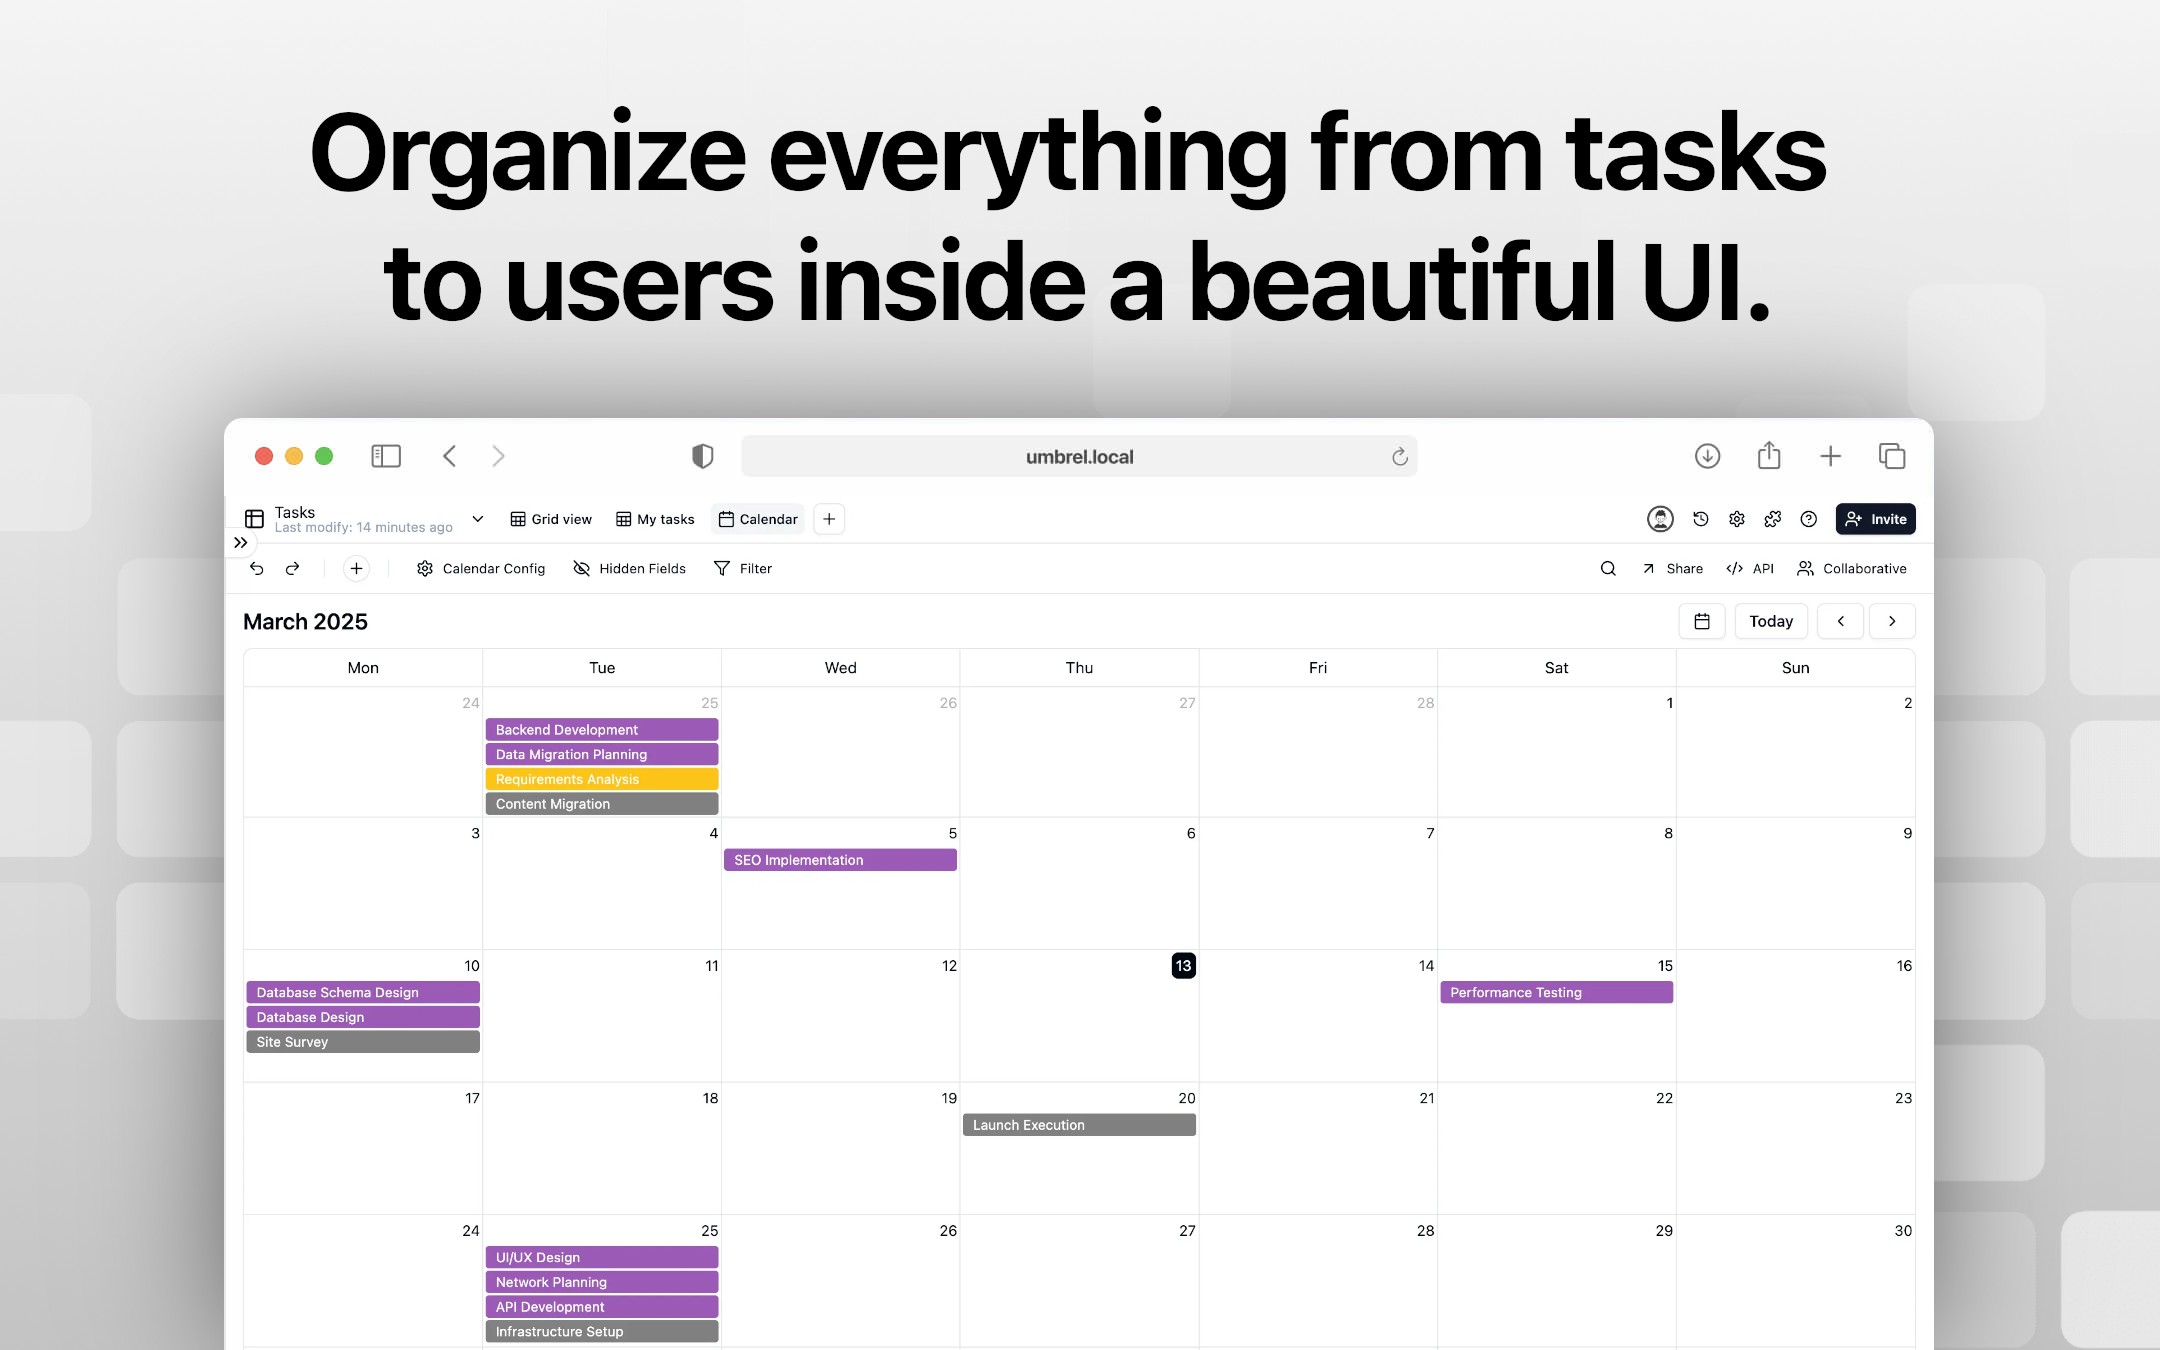 Organize everything from tasks
to users inside a beautiful UI.
umbrel.local
Tasks
Last modify: 14 minutes ago
Grid view
My tasks
Calendar
Invite
Calendar Config
Hidden Fields
Filter
Share
API
Collaborative
March 2025
Today
Mon Tue Wed Thu Fri Sat Sun
24 25 26 27 28 1 2
Backend Development
Data Migration Planning
Requirements Analysis
Content Migration
3 4 5 6 7 8 9
SEO Implementation
10 11 12 13 14 15 16
Database Schema Design
Database Design
Site Survey
Performance Testing
17 18 19 20 21 22 23
Launch Execution
24 25 26 27 28 29 30
UI/UX Design
Network Planning
API Development
Infrastructure Setup